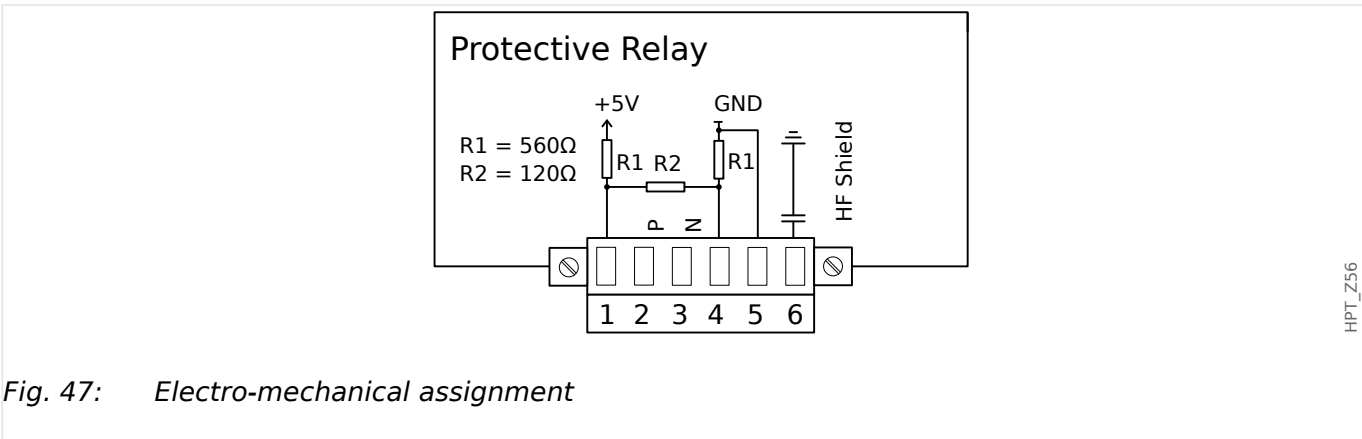 Protective Relay
+5V
GND
R1 = 560Ω
R2 = 120Ω
R1
R2
R1
HF Shield
P
N
1 2 3 4 5 6
HPT_Z56
Fig. 47: Electro-mechanical assignment